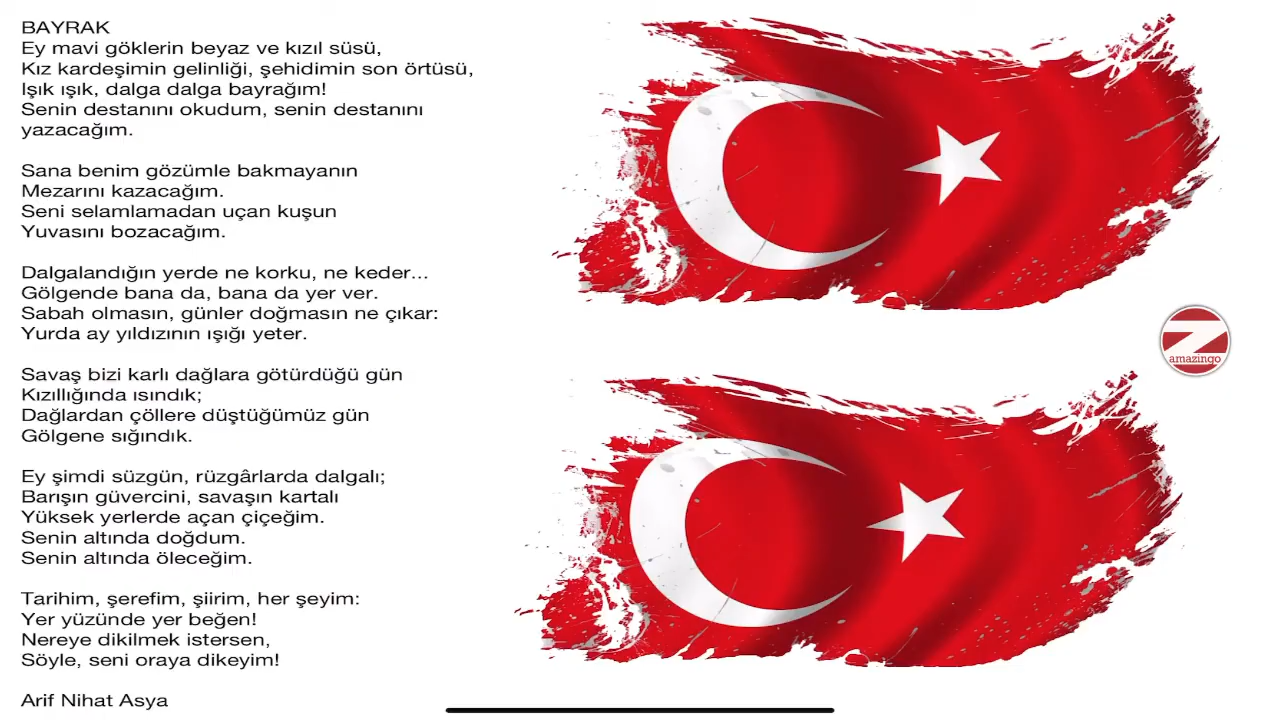 BAYRAK
Ey mavi göklerin beyaz ve kızıl süsü,
Kız kardeşimin gelinliği, şehidimin son örtüsü,
Işık ışık, dalga dalga bayrağım!
Senin destanını okudum, senin destanını
yazacağım.
Sana benim gözümle bakmayanın
Mezarını kazacağım.
Seni selamlamadan uçan kuşun
Yuvasını bozacağım.
Dalgalandığın yerde ne korku, ne keder...
Gölgende bana da, bana da yer ver.
Sabah olmasın, günler doğmasın ne çıkar:
Yurda ay yıldızının ışığı yeter.
Savaş bizi karlı dağlara götürdüğü gün
Kızıllığında ısındık;
Dağlardan çöllere düştüğümüz gün
Gölgene sığındık.
Ey şimdi süzgün, rüzgârlarda dalgalı;
Barışın güvercini, savaşın kartalı
Yüksek yerlerde açan çiçeğim.
Senin altında doğdum.
Senin altında öleceğim.
Tarihim, şerefim, şiirim, her şeyim:
Yer yüzünde yer beğen!
Nereye dikilmek istersen,
Söyle, seni oraya dikeyim!
Arif Nihat Asya
Z
amazingo